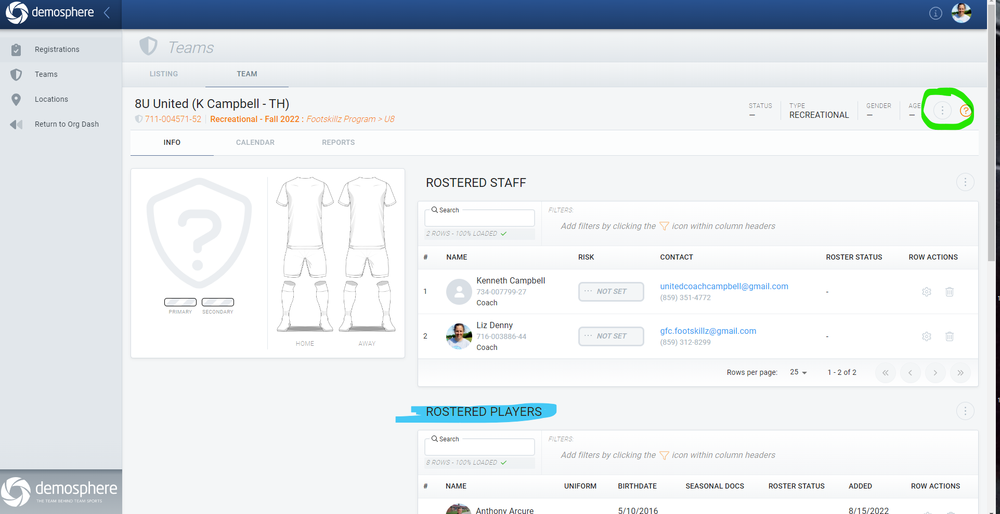 demosphere
Registrations
Teams
Locations
Return to Org Dash
Teams
LISTING
TEAM
8U United (K Campbell - TH)
711-004571-52 Recreational - Fall 2022 : Footskillz Program > U8
STATUS
—
TYPE
RECREATIONAL
GENDER
—
AGE
—
INFO
CALENDAR
REPORTS
PRIMARY
SECONDARY
HOME
AWAY
ROSTERED STAFF
Search
2 ROWS - 100% LOADED
FILTERS:
Add filters by clicking the icon within column headers
# NAME RISK CONTACT ROSTER STATUS ROW ACTIONS
1
Kenneth Campbell
734-007799-27
Coach
··· NOT SET
unitedcoachcampbell@gmail.com
(859) 351-4772
-
2
Liz Denny
716-003886-44
Coach
··· NOT SET
gfc.footskillz@gmail.com
(859) 312-8299
-
Rows per page: 25 1 - 2 of 2
ROSTERED PLAYERS
Search
8 ROWS - 100% LOADED
FILTERS:
Add filters by clicking the icon within column headers
# NAME UNIFORM BIRTHDATE SEASONAL DOCS ROSTER STATUS ADDED ROW ACTIONS
Anthony Arcure 5/10/2016 8/15/2022
demosphere
THE TEAM BEHIND TEAM SPORTS